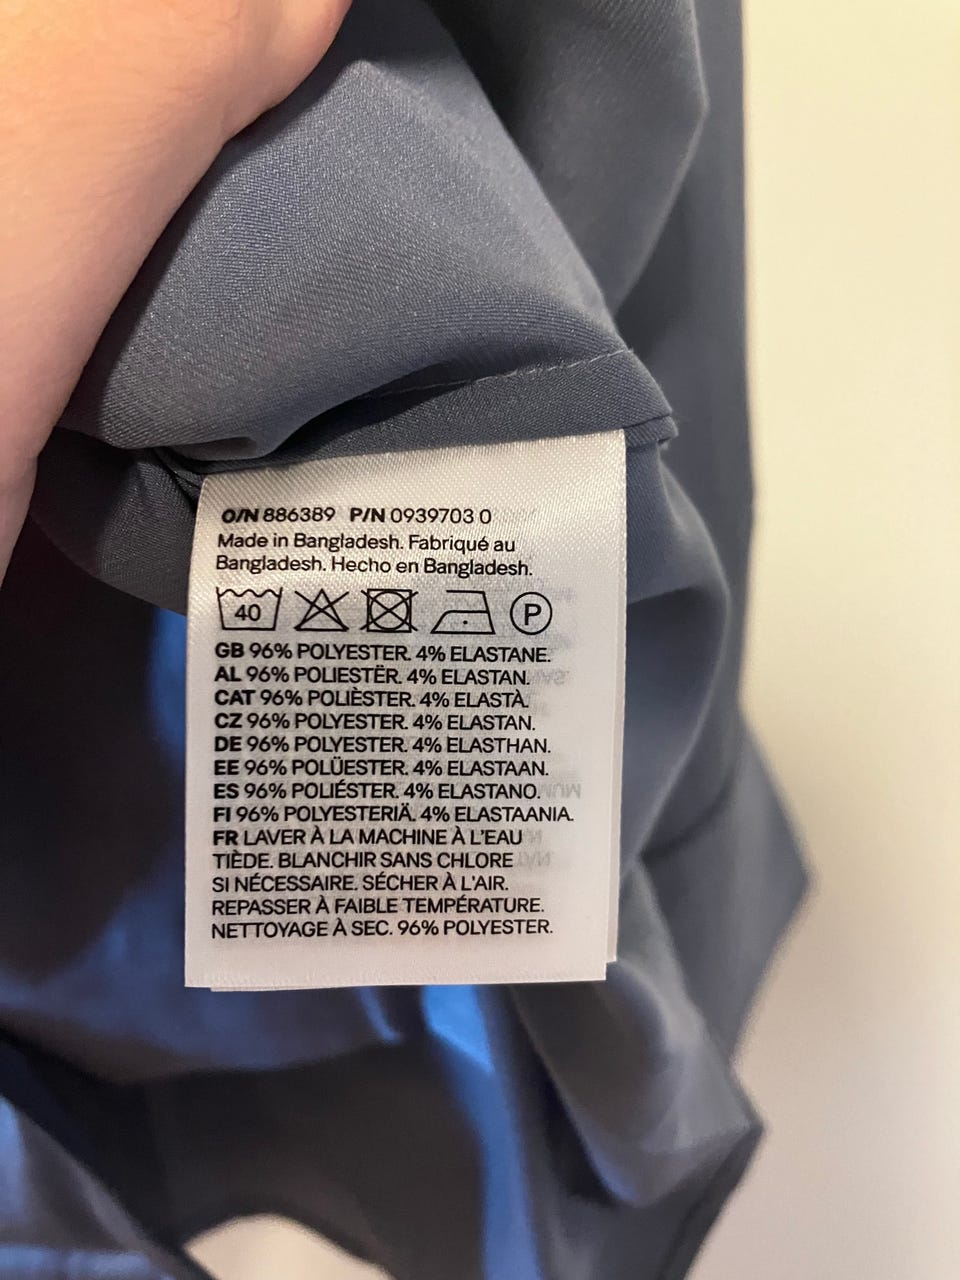 O/N 886389 P/N 0939703 0
Made in Bangladesh. Fabriqué au
Bangladesh. Hecho en Bangladesh.
40 P
GB 96% POLYESTER. 4% ELASTANE.
AL 96% POLIESTËR. 4% ELASTAN.
CAT 96% POLIÈSTER. 4% ELASTÀ.
CZ 96% POLYESTER. 4% ELASTAN.
DE 96% POLYESTER. 4% ELASTHAN.
EE 96% POLÜESTER. 4% ELASTAAN.
ES 96% POLIÉSTER. 4% ELASTANO.
FI 96% POLYESTERIÄ. 4% ELASTAANIA.
FR LAVER À LA MACHINE À L'EAU
TIÈDE. BLANCHIR SANS CHLORE
SI NÉCESSAIRE. SÉCHER À L'AIR.
REPASSER À FAIBLE TEMPÉRATURE.
NETTOYAGE À SEC. 96% POLYESTER.